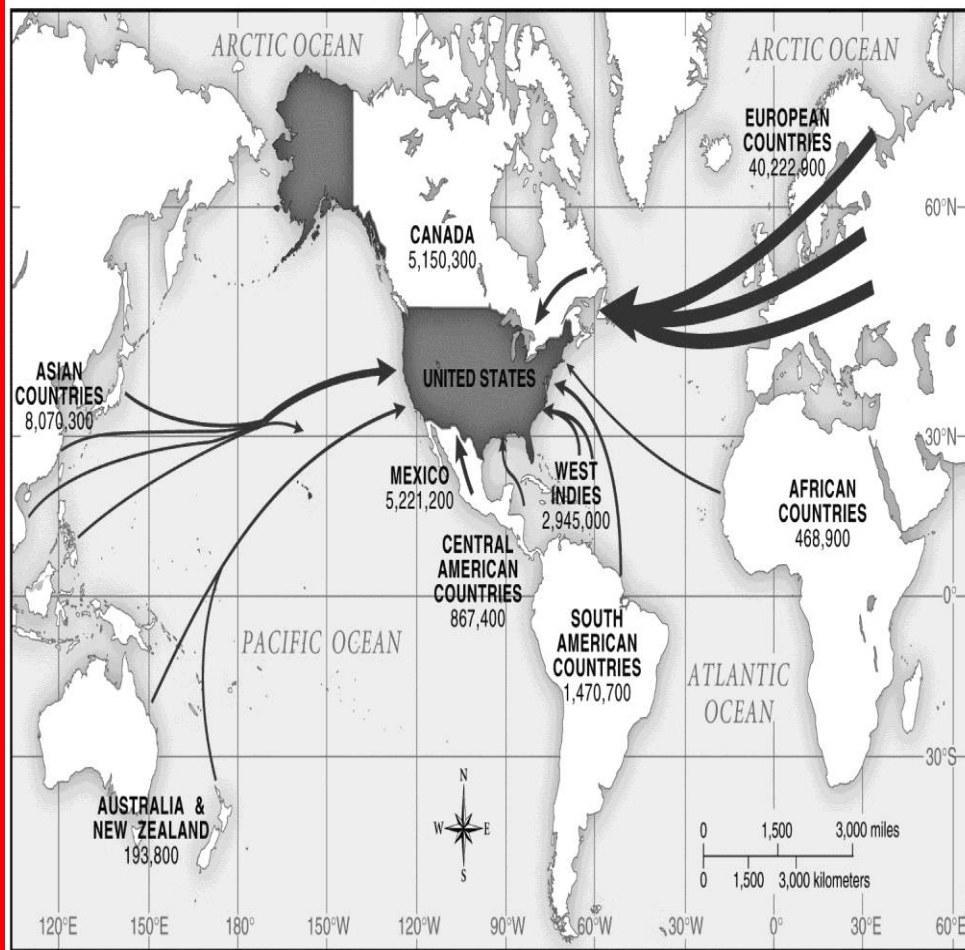 ARCTIC OCEAN
ARCTIC OCEAN
EUROPEAN
COUNTRIES
40,222,900
60°N
CANADA
5,150,300
ASIAN
COUNTRIES
8,070,300
UNITED STATES
30°N
MEXICO
5,221,200
WEST
INDIES
2,945,000
AFRICAN
COUNTRIES
468,900
CENTRAL
AMERICAN
COUNTRIES
867,400
0°
PACIFIC OCEAN
SOUTH
AMERICAN
COUNTRIES
1,470,700
ATLANTIC
OCEAN
30°S
AUSTRALIA &
NEW ZEALAND
193,800
N
W
E
S
0 1,500 3,000 miles
0 1,500 3,000 kilometers
120°E 150°E 180° 150°W 120°W 90°W 60°W 30°W 0° 30°E 60°E